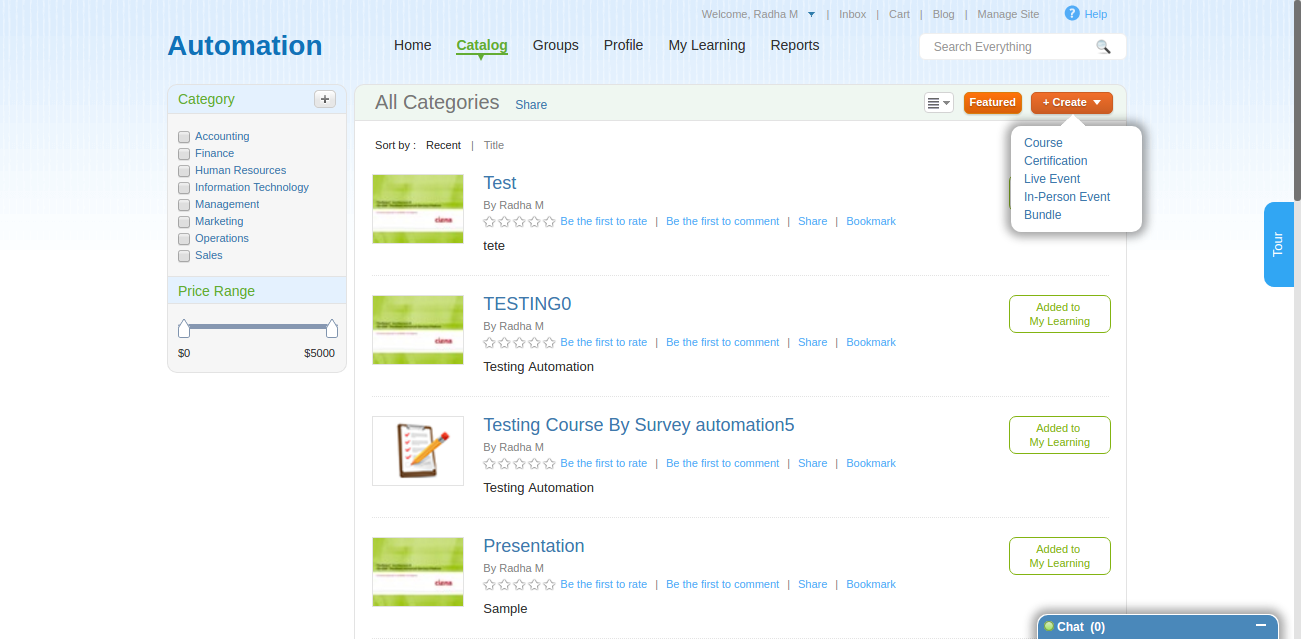 Welcome, Radha M | Inbox | Cart | Blog | Manage Site ? Help
Automation
Home Catalog Groups Profile My Learning Reports
Search Everything
Category +
Accounting
Finance
Human Resources
Information Technology
Management
Marketing
Operations
Sales
Price Range
$0 $5000
All Categories Share
Featured
+ Create
Course
Certification
Live Event
In-Person Event
Bundle
Sort by : Recent | Title
Test
By Radha M
Be the first to rate | Be the first to comment | Share | Bookmark
tete
TESTING0
By Radha M
Be the first to rate | Be the first to comment | Share | Bookmark
Testing Automation
Added to
My Learning
Testing Course By Survey automation5
By Radha M
Be the first to rate | Be the first to comment | Share | Bookmark
Testing Automation
Added to
My Learning
Presentation
By Radha M
Be the first to rate | Be the first to comment | Share | Bookmark
Sample
Added to
My Learning
Tour
Chat (0)